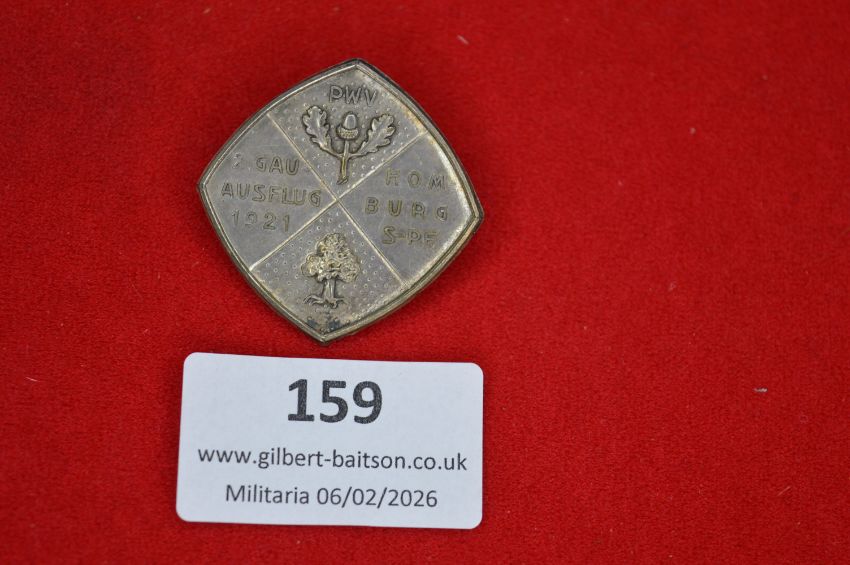 PWV
2 GAU
AUSFLUG
1921
HOM
BURG
S=PF
159
www.gilbert-baitson.co.uk
Militaria 06/02/2026